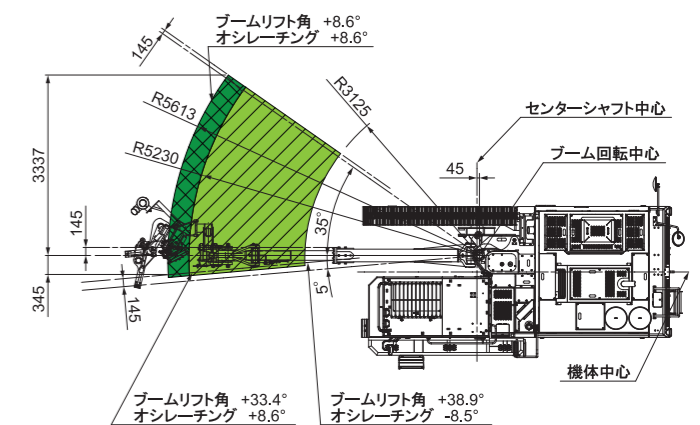 ブームリフト角 +8.6°
オシレーチング +8.6°
145
R5613
R3125
R5230
センターシャフト中心
ブーム回転中心
45
3337
145
35°
345
145
5°
機体中心
ブームリフト角 +33.4°
オシレーチング +8.6°
ブームリフト角 +38.9°
オシレーチング -8.5°